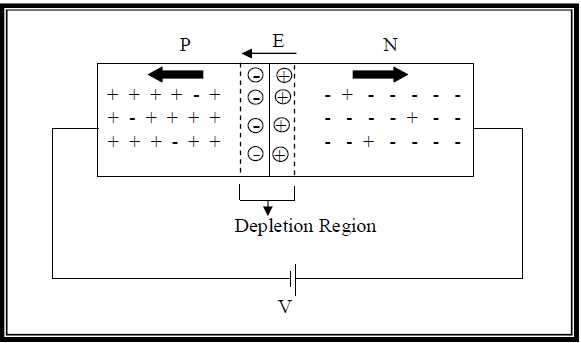 P E N
- +
+ + + + - + - + - + - - - - -
+ - + + + + - + - - - - + - -
+ + + - + + - + - - + - - - -
Depletion Region
V